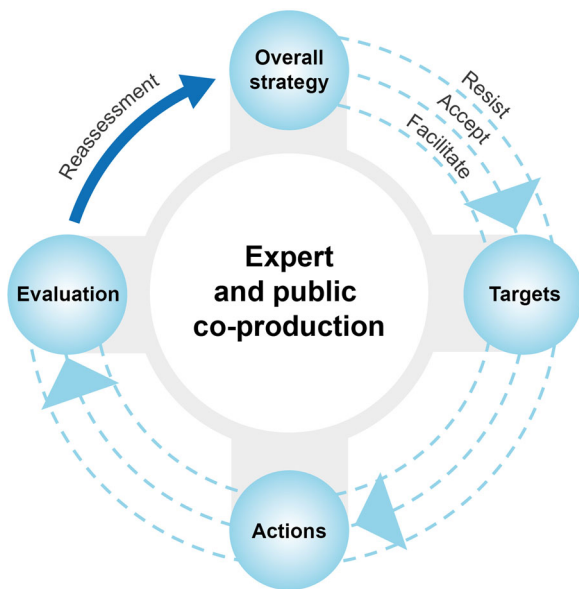 Overall
strategy
Resist
Accept
Facilitate
Reassessment
Expert
and public
co-production
Evaluation
Targets
Actions